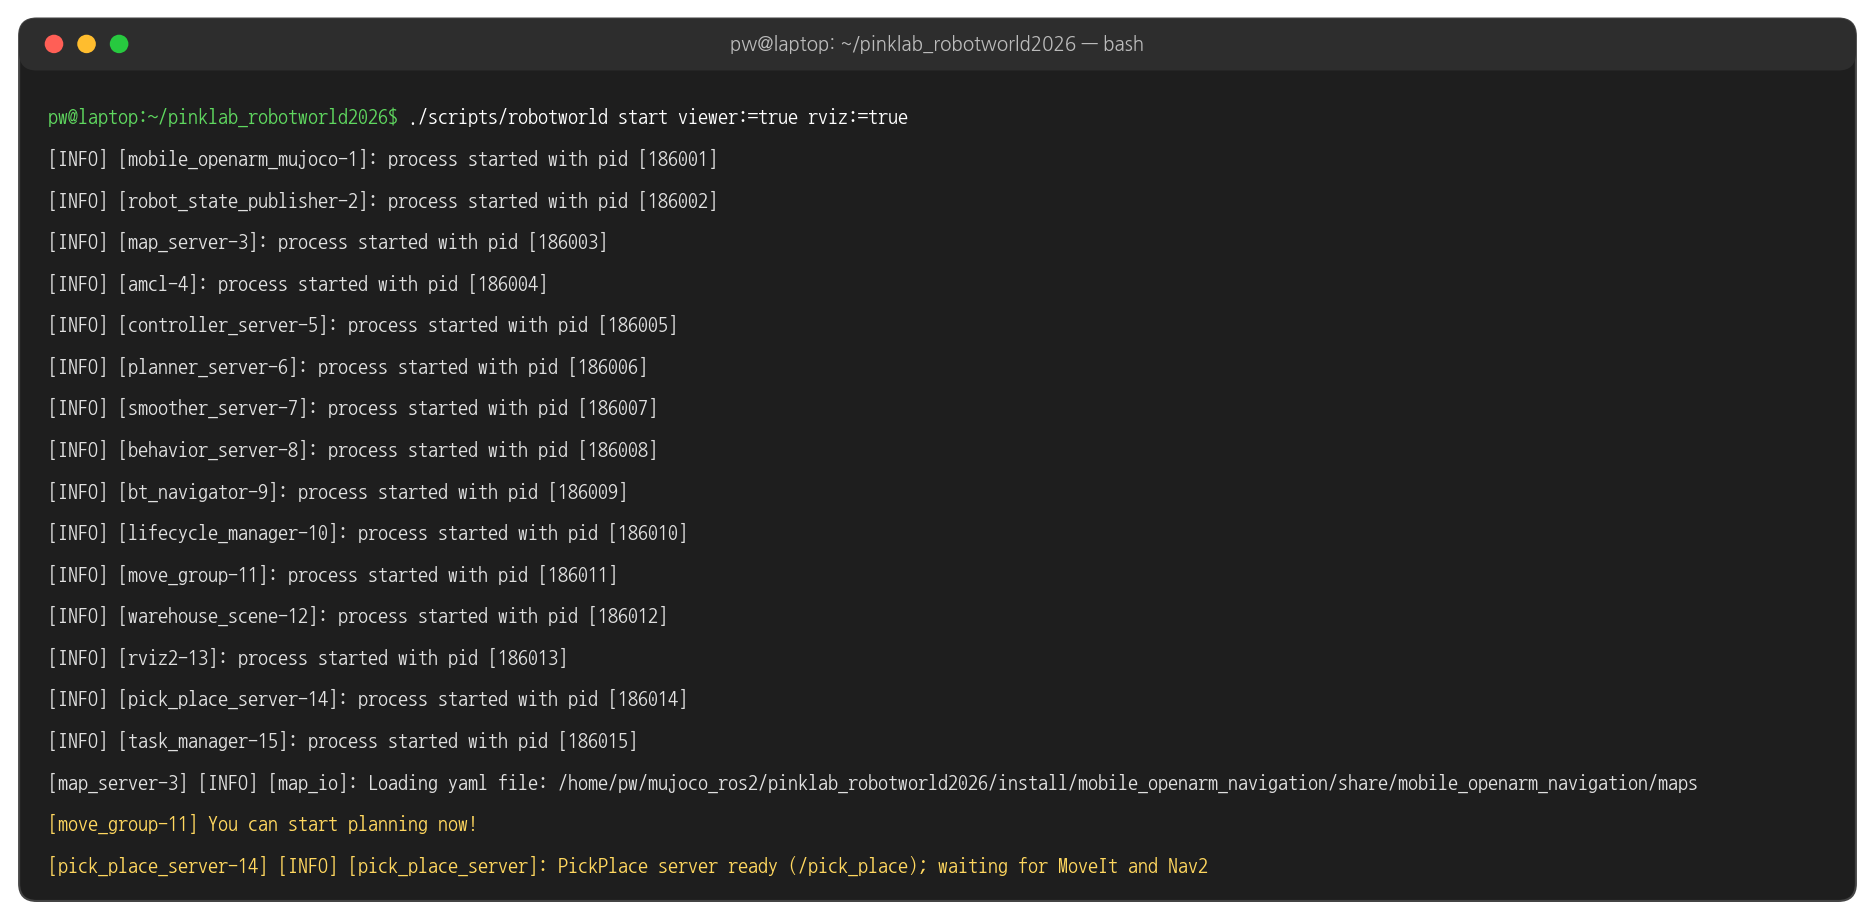 pw@laptop: ~/pinklab_robotworld2026 — bash
pw@laptop:~/pinklab_robotworld2026$ ./scripts/robotworld start viewer:=true rviz:=true
[INFO] [mobile_openarm_mujoco-1]: process started with pid [186001]
[INFO] [robot_state_publisher-2]: process started with pid [186002]
[INFO] [map_server-3]: process started with pid [186003]
[INFO] [amcl-4]: process started with pid [186004]
[INFO] [controller_server-5]: process started with pid [186005]
[INFO] [planner_server-6]: process started with pid [186006]
[INFO] [smoother_server-7]: process started with pid [186007]
[INFO] [behavior_server-8]: process started with pid [186008]
[INFO] [bt_navigator-9]: process started with pid [186009]
[INFO] [lifecycle_manager-10]: process started with pid [186010]
[INFO] [move_group-11]: process started with pid [186011]
[INFO] [warehouse_scene-12]: process started with pid [186012]
[INFO] [rviz2-13]: process started with pid [186013]
[INFO] [pick_place_server-14]: process started with pid [186014]
[INFO] [task_manager-15]: process started with pid [186015]
[map_server-3] [INFO] [map_io]: Loading yaml file: /home/pw/mujoco_ros2/pinklab_robotworld2026/install/mobile_openarm_navigation/share/mobile_openarm_navigation/maps
[move_group-11] You can start planning now!
[pick_place_server-14] [INFO] [pick_place_server]: PickPlace server ready (/pick_place); waiting for MoveIt and Nav2